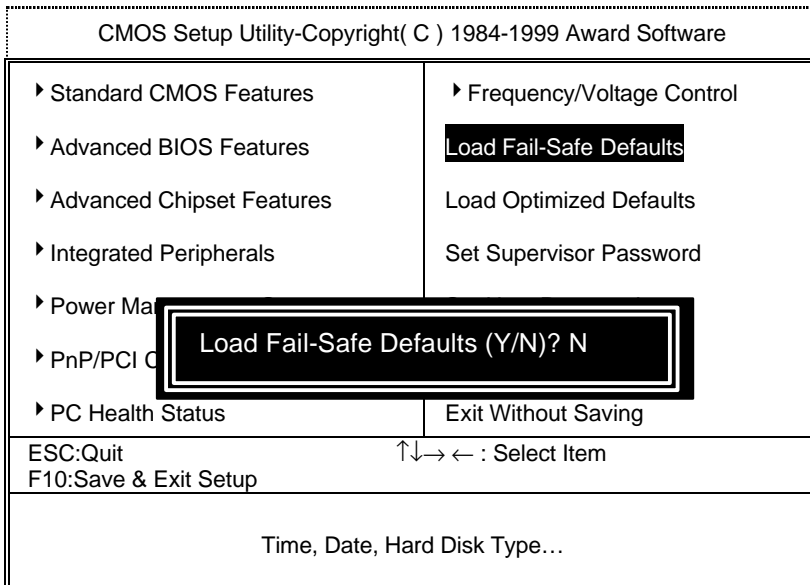 CMOS Setup Utility-Copyright( C ) 1984-1999 Award Software
Standard CMOS Features
Advanced BIOS Features
Advanced Chipset Features
Integrated Peripherals
Power
PnP/PCI
PC Health Status
Frequency/Voltage Control
Load Fail-Safe Defaults
Load Optimized Defaults
Set Supervisor Password
Exit Without Saving
Load Fail-Safe Defaults (Y/N)? N
ESC:Quit
↑↓→ ← : Select Item
F10:Save & Exit Setup
Time, Date, Hard Disk Type…